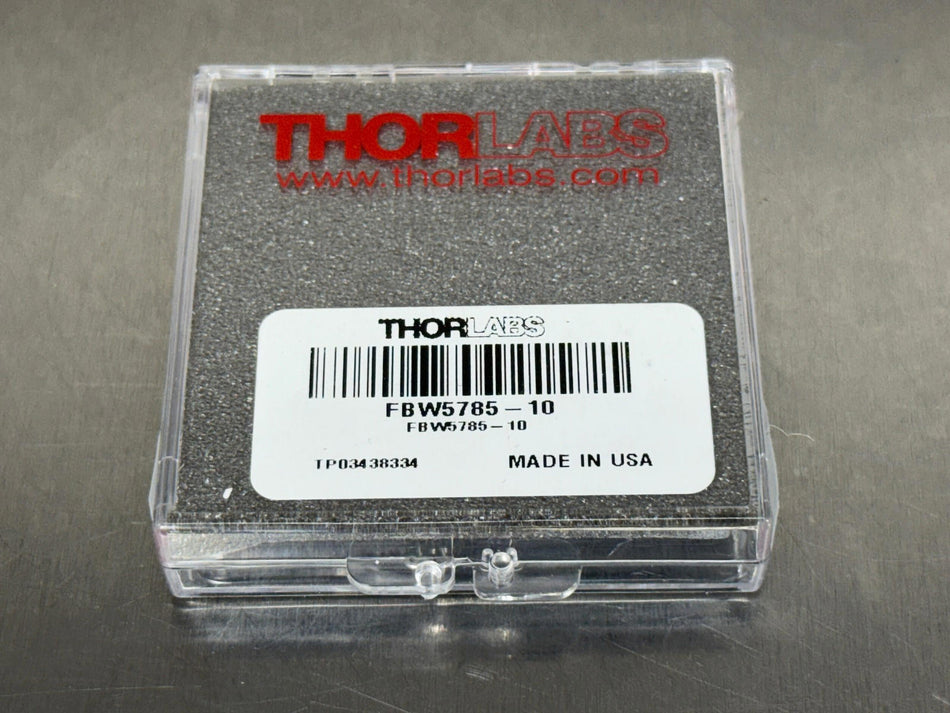 THORLABS
www.thorlabs.com
THORLABS
FBW5785-10
FBW5785-10
TP03438334 MADE IN USA